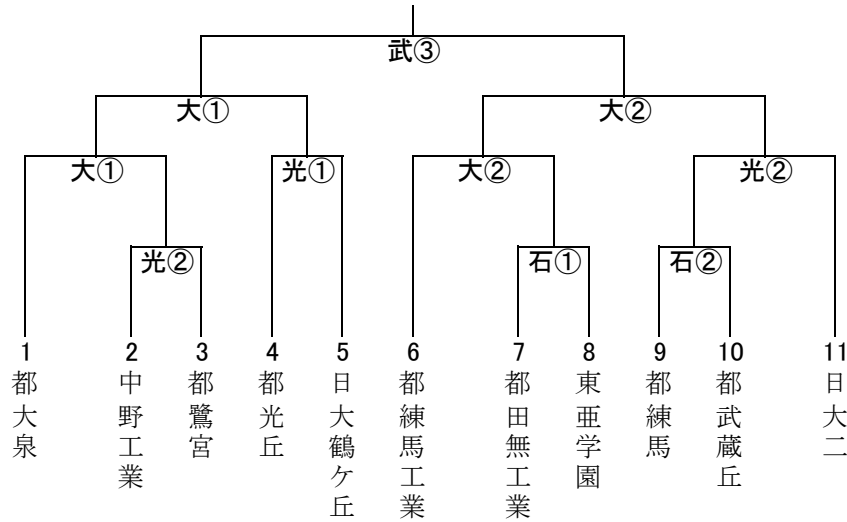 武③
大①
大②
大①
光①
大②
光②
光②
石①
石②
1
2
3
4
5
6
7
8
9
10
11
都大泉
中野工業
都鷺宮
都光丘
日大鶴ケ丘
都練馬工業
都田無工業
東亜学園
都練馬
都武蔵丘
日大二